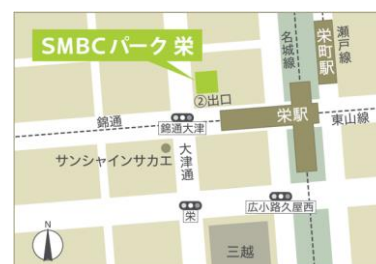 SMBCパーク 栄
名城線
栄町駅
瀬戸線
②出口
錦通
錦通大津
栄駅
東山線
サンシャインサカエ
大津通
栄
広小路久屋西
三越
N